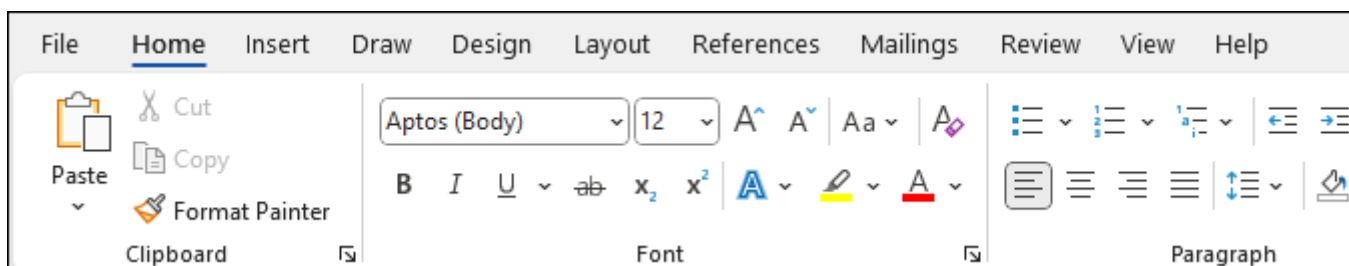 File Home Insert Draw Design Layout References Mailings Review View Help
Cut
Aptos (Body) 12 Aa
Copy
Paste
B I U ab x₂ x² A A
Format Painter
Clipboard Font Paragraph